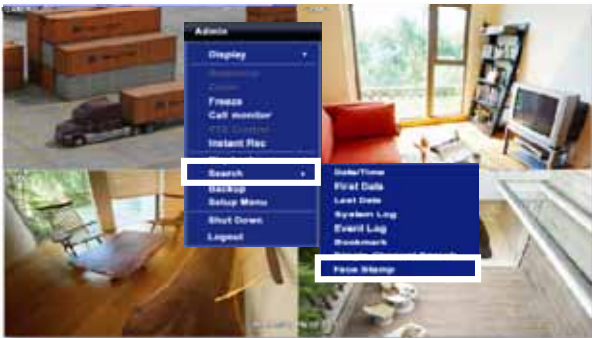 Admin
Display
Freeze
Call monitor
Instant Rec
Search
Backup
Setup Menu
Shut Down
Logout
Date/Time
First Data
Last Data
System Log
Event Log
Bookmark
Face Stamp